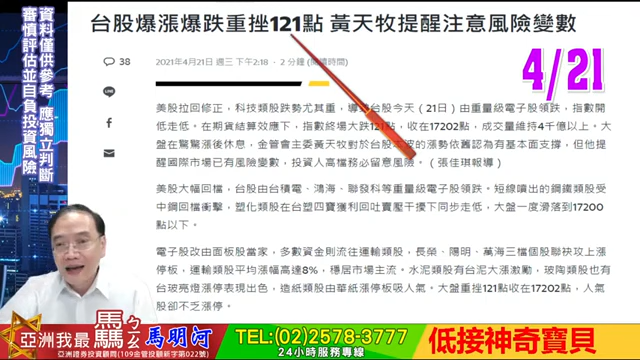 資料僅供參考 應獨立判斷
審慎評估並自負投資風險
台股爆漲爆跌重挫121點 黃天牧提醒注意風險變數
38
2021年4月21日 週三 下午2:18・2 分鐘 (閱讀時間)
4/21
美股拉回修正，科技類股跌勢尤其重，導致台股今天（21日）由重量級電子股領跌，指數開
低走低。在期貨結算效應下，指數終場大跌121點，收在17202點，成交量維持4千億以上。大
盤在驚驚漲後休息，金管會主委黃天牧對於台股本波的漲勢依舊認為有基本面支撐，但他提
醒國際市場已有風險變數，投資人高檔務必留意風險。（張佳琪報導）
美股大幅回檔，台股由台積電、鴻海、聯發科等重量級電子股領跌。短線噴出的鋼鐵類股受
中鋼回檔衝擊，塑化類股在台塑四寶獲利回吐賣壓干擾下同步走低，大盤一度滑落到17200
點以下。
電子股改由面板股當家，多數資金則流往運輸類股，長榮、陽明、萬海三檔個股聯袂攻上漲
停板，運輸類股平均漲幅高達8%，穩居市場主流。水泥類股有台泥大漲激勵，玻陶類股也有
台玻亮燈漲停表現出色，造紙類股由華紙漲停板吸人氣。大盤重挫121點收在17202點，人氣
股卻不乏漲停。
亞洲我最驫ㄅㄠ 馬明河
亞洲證券投資顧問(109金管投顧新字第022號)
TEL:(02)2578-3777
24小時服務專線
低接神奇寶貝